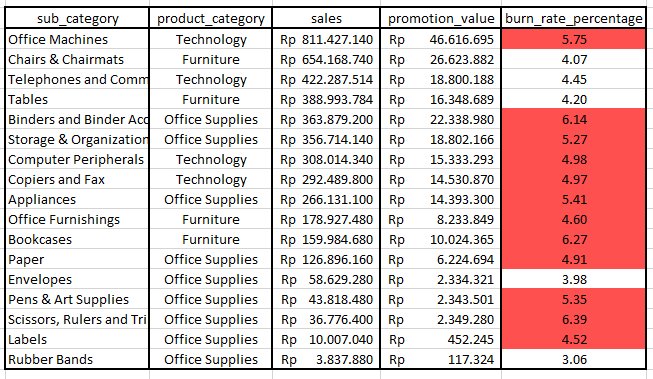 sub_category product_category sales promotion_value burn_rate_percentage
Office Machines Technology Rp 811.427.140 Rp 46.616.695 5.75
Chairs & Chairmats Furniture Rp 654.168.740 Rp 26.623.882 4.07
Telephones and Comm Technology Rp 422.287.514 Rp 18.800.188 4.45
Tables Furniture Rp 388.993.784 Rp 16.348.689 4.20
Binders and Binder Acc Office Supplies Rp 363.879.200 Rp 22.338.980 6.14
Storage & Organization Office Supplies Rp 356.714.140 Rp 18.802.166 5.27
Computer Peripherals Technology Rp 308.014.340 Rp 15.333.293 4.98
Copiers and Fax Technology Rp 292.489.800 Rp 14.530.870 4.97
Appliances Office Supplies Rp 266.131.100 Rp 14.393.300 5.41
Office Furnishings Furniture Rp 178.927.480 Rp 8.233.849 4.60
Bookcases Furniture Rp 159.984.680 Rp 10.024.365 6.27
Paper Office Supplies Rp 126.896.160 Rp 6.224.694 4.91
Envelopes Office Supplies Rp 58.629.280 Rp 2.334.321 3.98
Pens & Art Supplies Office Supplies Rp 43.818.480 Rp 2.343.501 5.35
Scissors, Rulers and Tri Office Supplies Rp 36.776.400 Rp 2.349.280 6.39
Labels Office Supplies Rp 10.007.040 Rp 452.245 4.52
Rubber Bands Office Supplies Rp 3.837.880 Rp 117.324 3.06